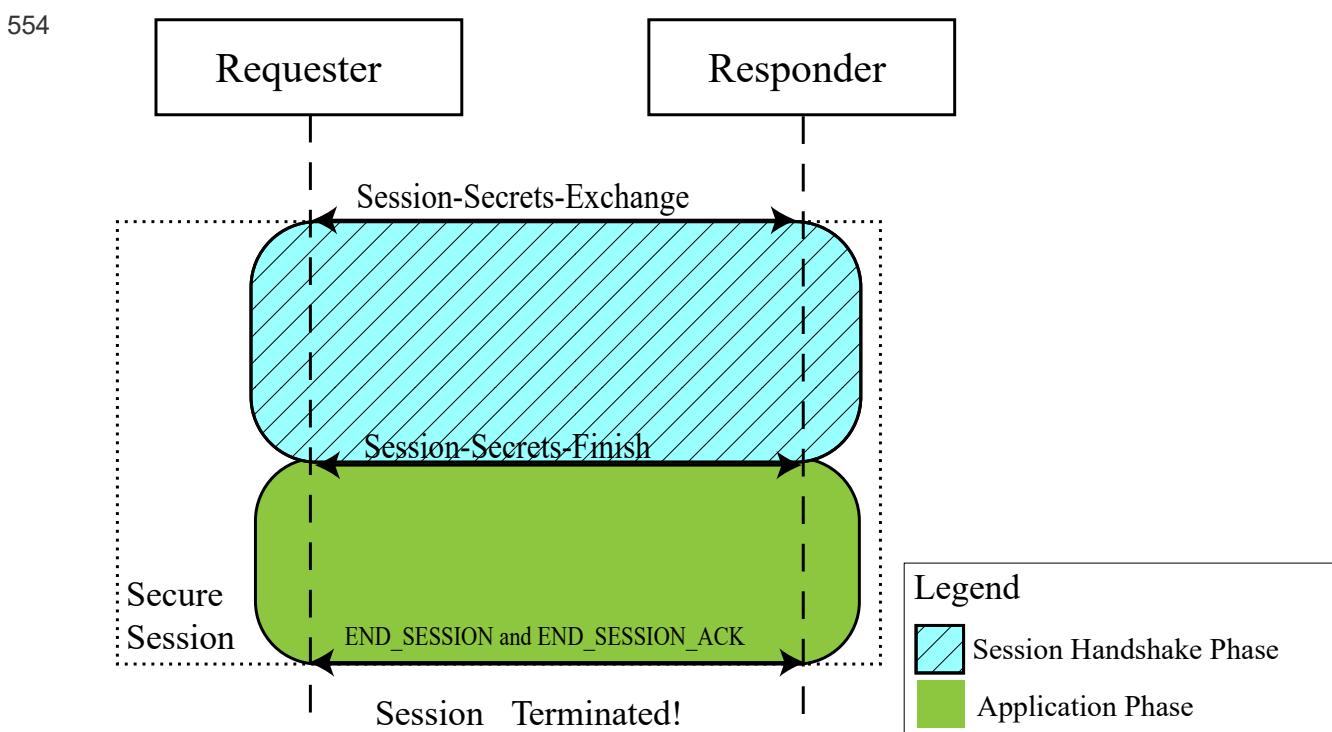 554
Requester
Responder
Session-Secrets-Exchange
Session-Secrets-Finish
Secure
Session
END_SESSION and END_SESSION_ACK
Session Terminated!
Legend
Session Handshake Phase
Application Phase